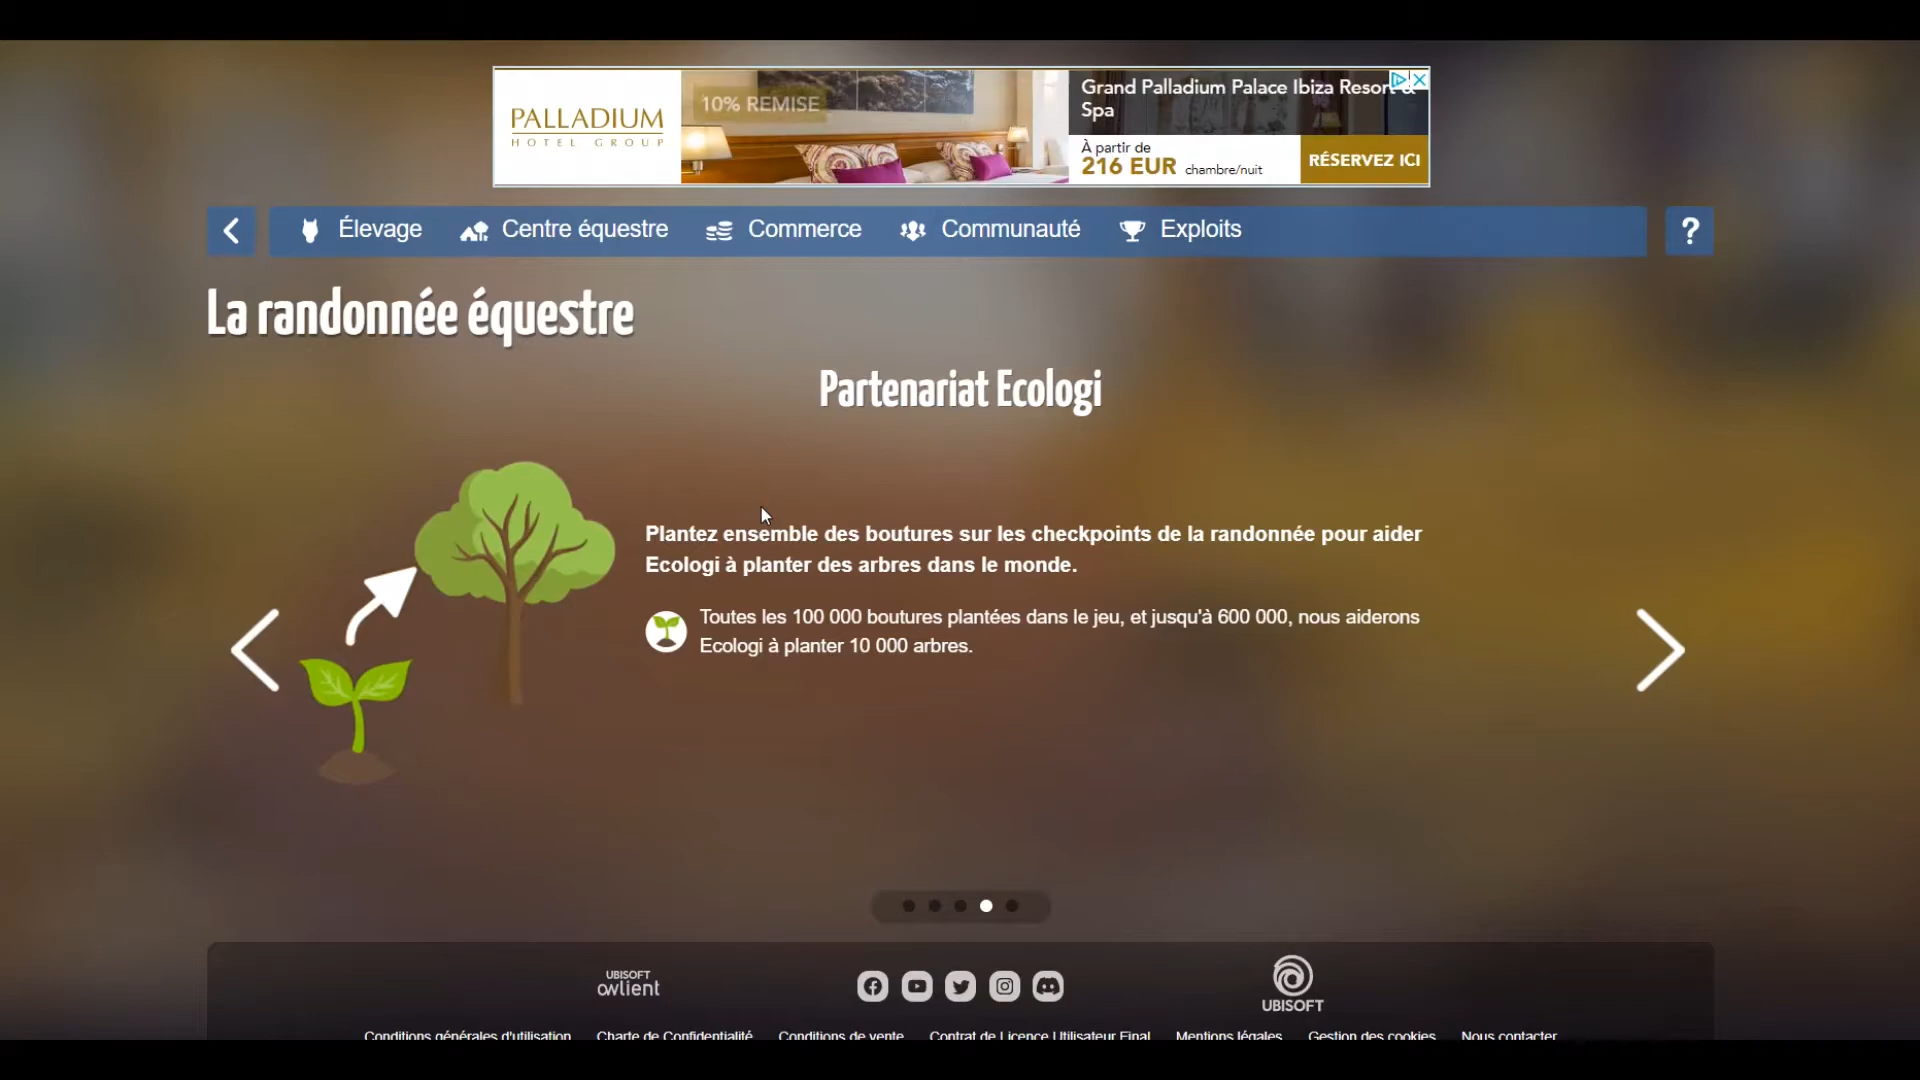 PALLADIUM
HOTEL GROUP
10% REMISE
Grand Palladium Palace Ibiza Resort &
Spa
À partir de
216 EUR chambre/nuit
RÉSERVEZ ICI
Élevage Centre équestre Commerce Communauté Exploits ?
La randonnée équestre
Partenariat Ecologi
Plantez ensemble des boutures sur les checkpoints de la randonnée pour aider
Ecologi à planter des arbres dans le monde.
Toutes les 100 000 boutures plantées dans le jeu, et jusqu'à 600 000, nous aiderons
Ecologi à planter 10 000 arbres.
UBISOFT
owlient
UBISOFT
Conditions générales d'utilisation Charte de Confidentialité Conditions de vente Contrat de Licence Utilisateur Final Mentions légales Gestion des cookies Nous contacter